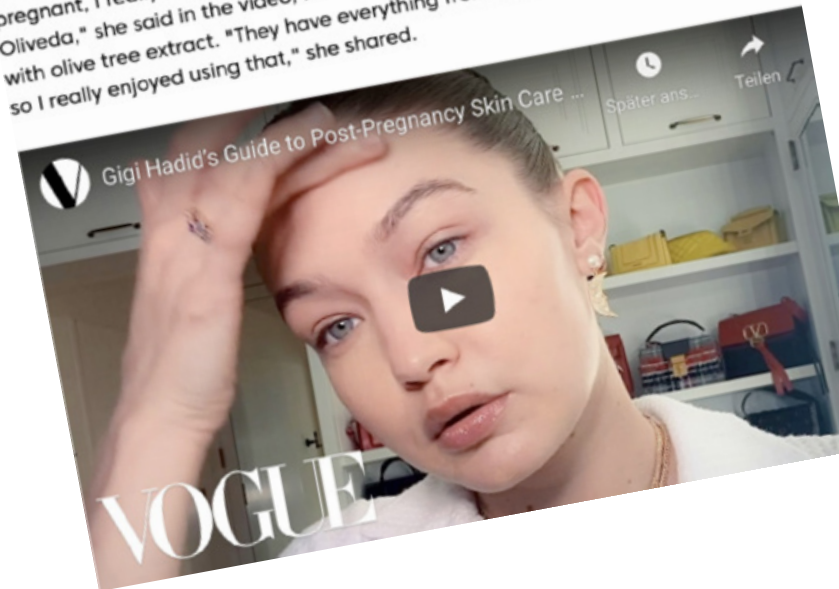 pregnant, I
Oliveda," she said in the video,
with olive tree extract. "They have everything
so I really enjoyed using that," she shared.
Gigi Hadid's Guide to Post-Pregnancy Skin Care ...
Später ans...
Teilen
VOGUE